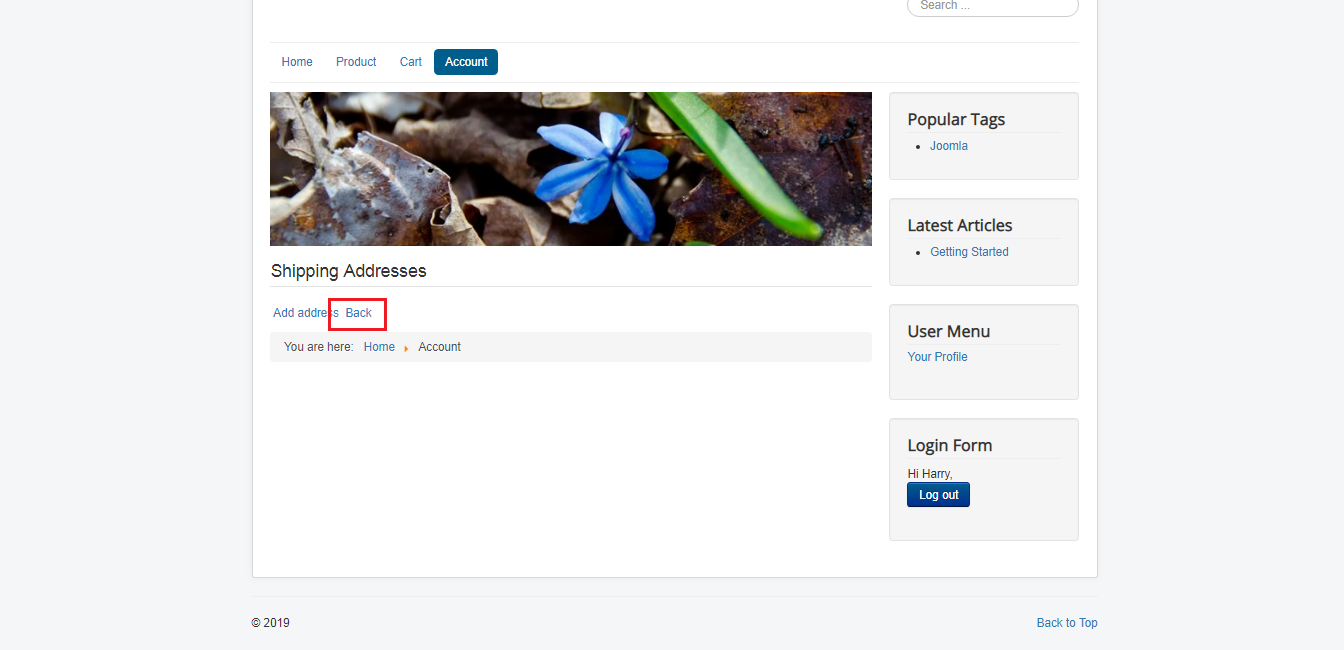 Search ...
Home Product Cart Account
Popular Tags
Joomla
Latest Articles
Getting Started
Shipping Addresses
Add address Back
You are here: Home Account
User Menu
Your Profile
Login Form
Hi Harry,
Log out
© 2019 Back to Top